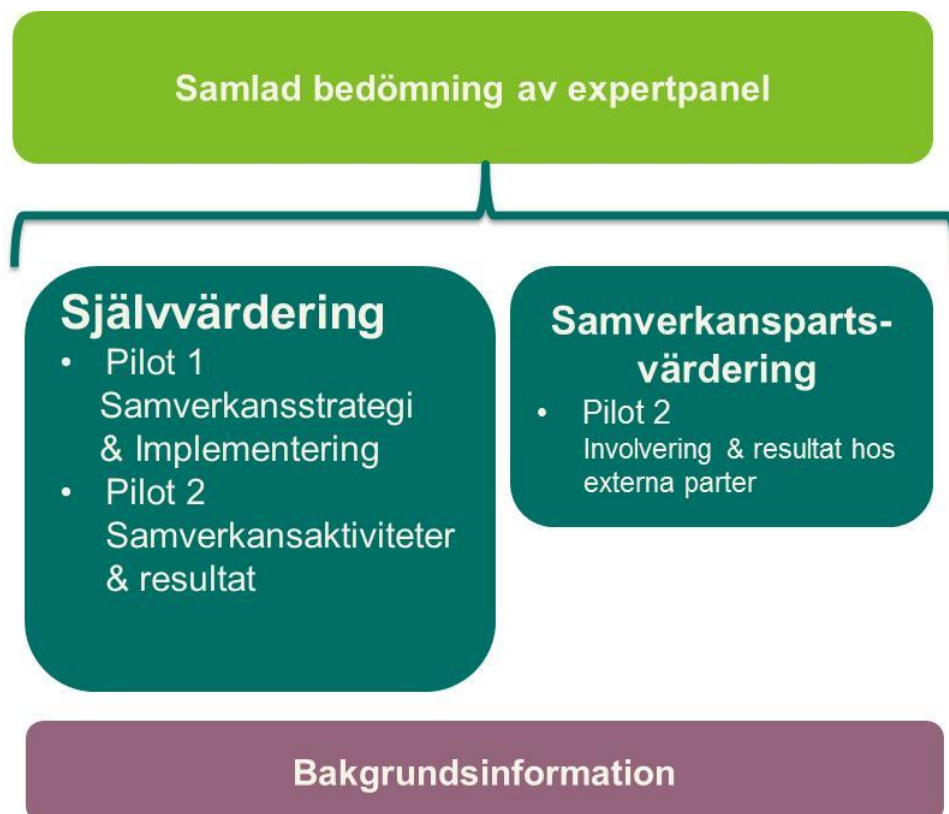 Samlad bedömning av expertpanel
Självvärdering
• Pilot 1
Samverkansstrategi
& Implementering
• Pilot 2
Samverkansaktiviteter
& resultat
Samverkansparts-
värdering
• Pilot 2
Involvering & resultat hos
externa parter
Bakgrundsinformation